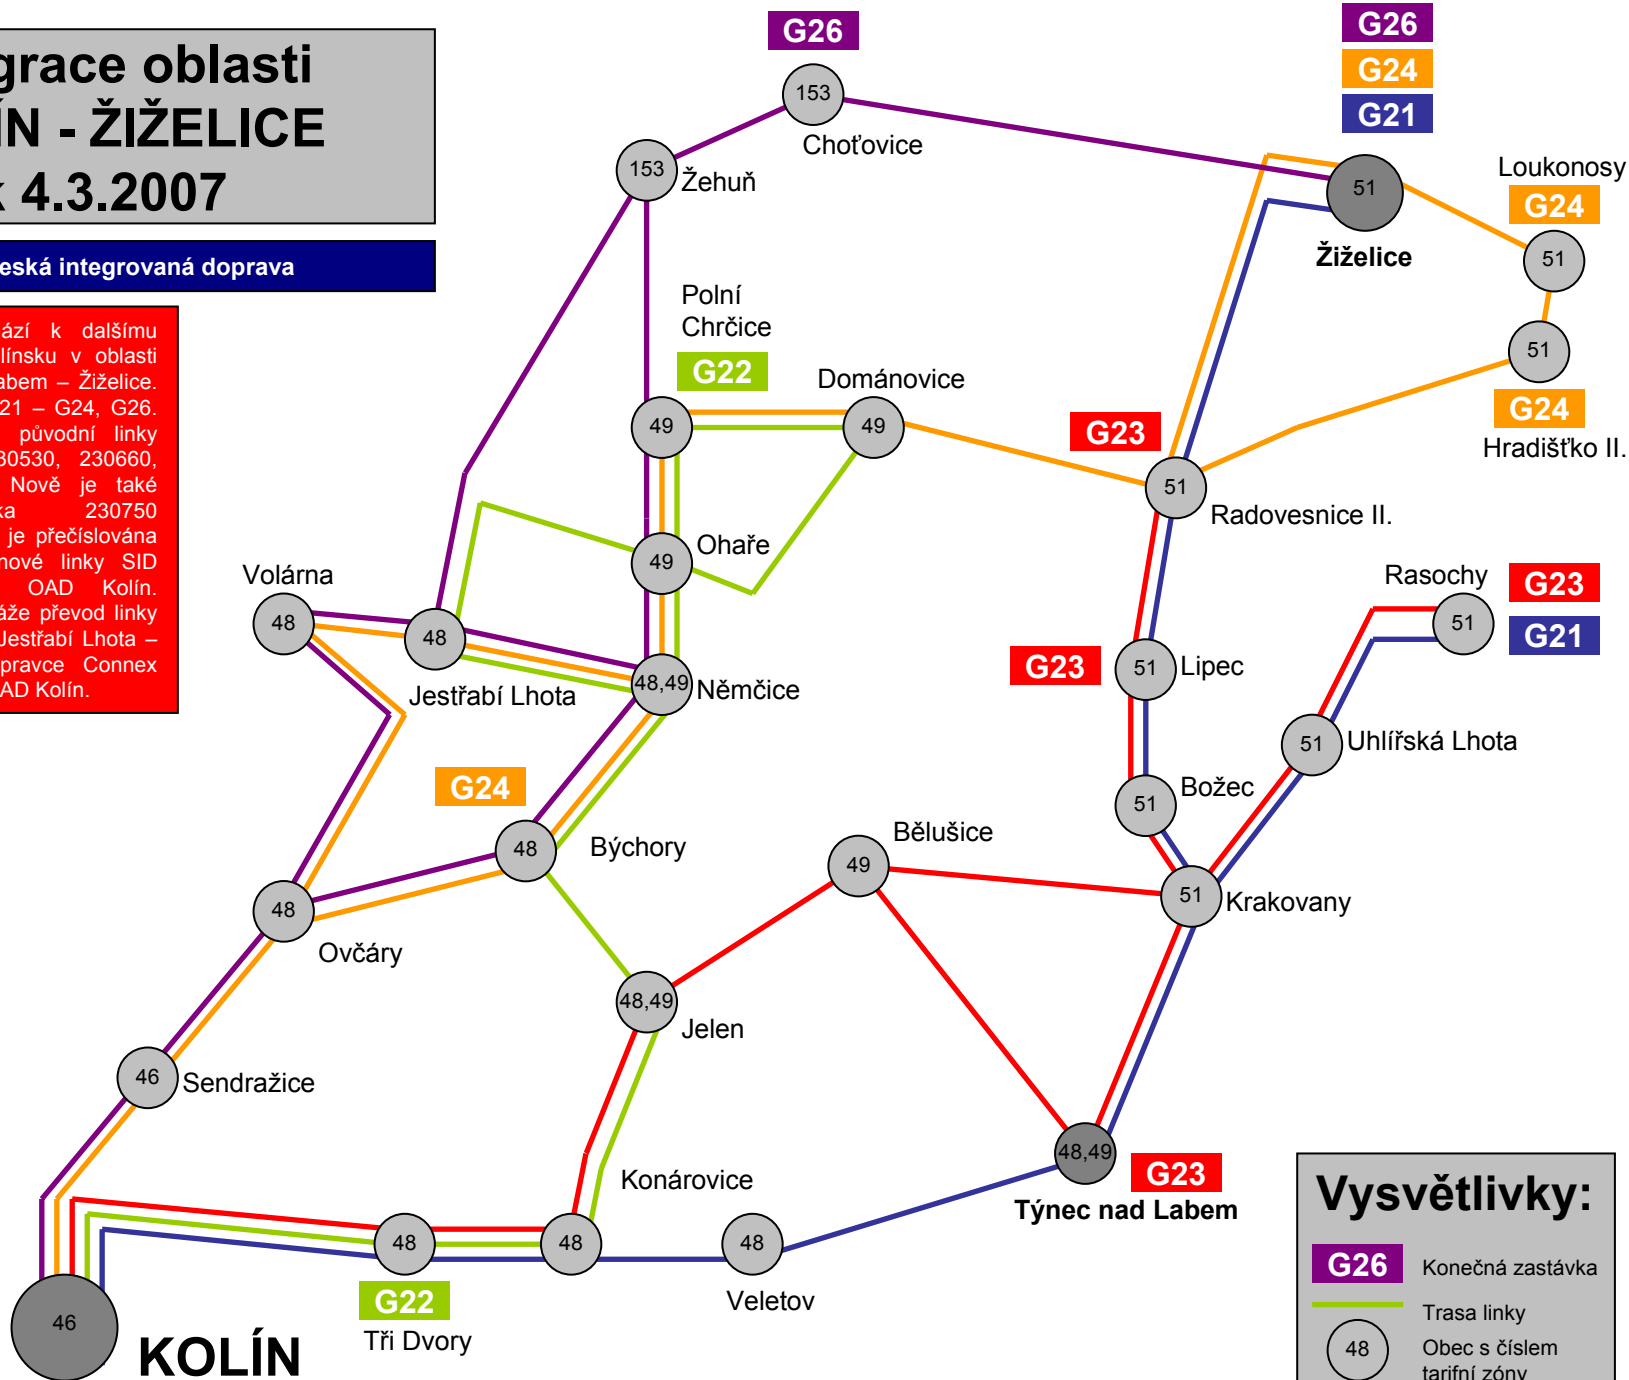 grace oblasti
ÍN - ŽIŽELICE
4.3.2007
eská integrovaná doprava
ází k dalšímu
línsku v oblasti
abem – Žiželice.
21 – G24, G26.
původní linky
30530, 230660,
Nově je také
ka 230750
je přečíslována
nové linky SID
OAD Kolín.
áže převod linky
Jestřabí Lhota –
pravce Connex
AD Kolín.
G26
153
Choťovice
G26
G24
G21
51
Žiželice
153
Žehuň
Loukonosy
G24
51
51
G24
Hradišťko II.
Polní
Chrčice
G22
49
Dománovice
49
G23
51
Radovesnice II.
Ohaře
49
Volárna
48
48
Jestřabí Lhota
48,49
Němčice
G23
51
Lipec
Rasochy
G23
G21
51
51
Uhlířská Lhota
51
Božec
G24
48
Býchory
Bělušice
49
51
Krakovany
48
Ovčáry
48,49
Jelen
46
Sendražice
48,49
G23
Týnec nad Labem
Konárovice
48
48
G22
Tři Dvory
48
Veletov
46
KOLÍN
Vysvětlivky:
G26 Konečná zastávka
Trasa linky
48 Obec s číslem
tarifní zóny